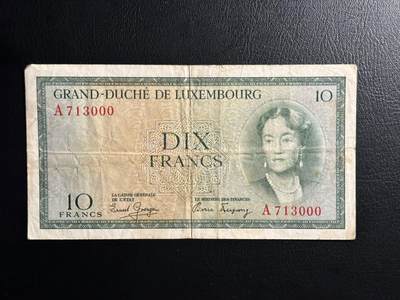 GRAND-DUCHÉ DE LUXEMBOURG 10
A 713000
DIX
FRANCS
LA CAISSE GÉNÉRALE
DE L'ÉTAT
LE MINISTRE DES FINANCES
10
FRANCS
A 713000